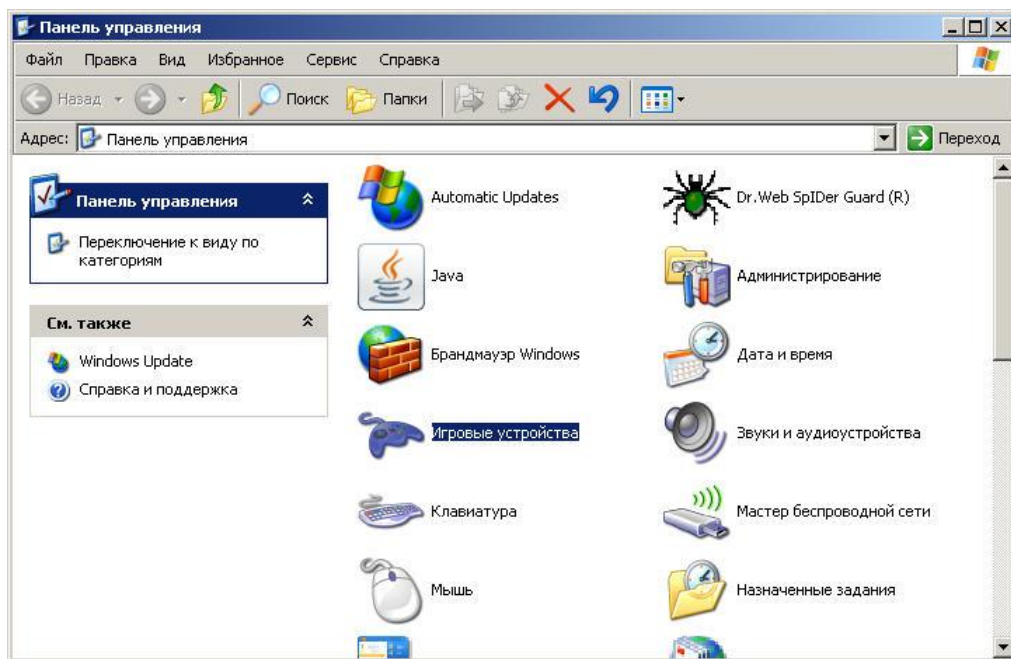 Панель управления
Файл Правка Вид Избранное Сервис Справка
Назад Поиск Папки
Адрес: Панель управления Переход
Панель управления
Переключение к виду по
категориям
См. также
Windows Update
Справка и поддержка
Automatic Updates
Dr.Web SpIDer Guard (R)
Java
Администрирование
Брандмауэр Windows
Дата и время
Игровые устройства
Звуки и аудиоустройства
Клавиатура
Мастер беспроводной сети
Мышь
Назначенные задания